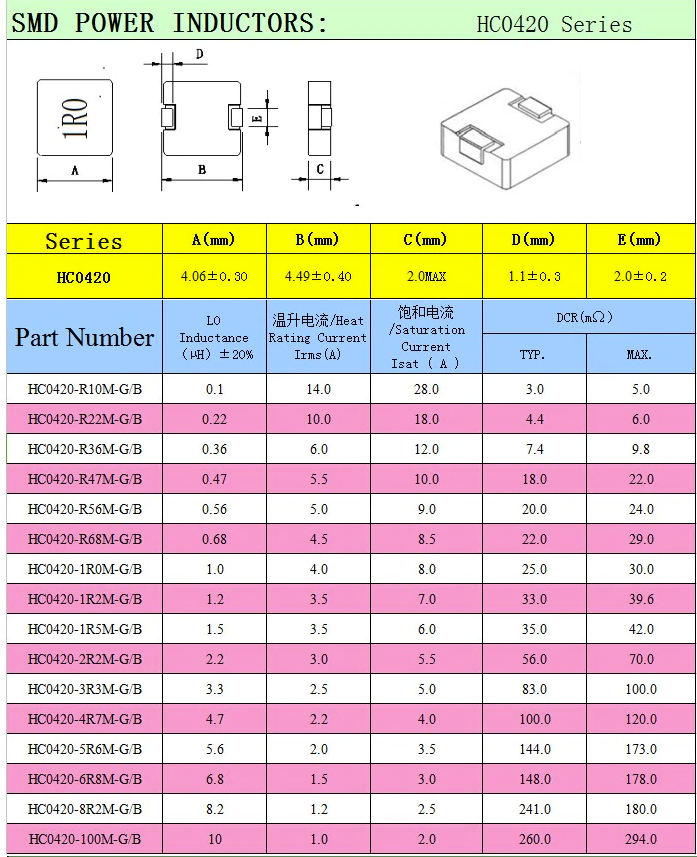 SMD POWER INDUCTORS: HC0420 Series
D
1R0
E
A
B
C
Series A(mm) B(mm) C(mm) D(mm) E(mm)
HC0420 4.06±0.30 4.49±0.40 2.0MAX 1.1±0.3 2.0±0.2
Part Number
LO
Inductance
(μH) ±20%
温升电流/Heat
Rating Current
Irms(A)
饱和电流
/Saturation
Current
Isat ( A )
DCR(mΩ)
TYP. MAX.
HC0420-R10M-G/B 0.1 14.0 28.0 3.0 5.0
HC0420-R22M-G/B 0.22 10.0 18.0 4.4 6.0
HC0420-R36M-G/B 0.36 6.0 12.0 7.4 9.8
HC0420-R47M-G/B 0.47 5.5 10.0 18.0 22.0
HC0420-R56M-G/B 0.56 5.0 9.0 20.0 24.0
HC0420-R68M-G/B 0.68 4.5 8.5 22.0 29.0
HC0420-1R0M-G/B 1.0 4.0 8.0 25.0 30.0
HC0420-1R2M-G/B 1.2 3.5 7.0 33.0 39.6
HC0420-1R5M-G/B 1.5 3.5 6.0 35.0 42.0
HC0420-2R2M-G/B 2.2 3.0 5.5 56.0 70.0
HC0420-3R3M-G/B 3.3 2.5 5.0 83.0 100.0
HC0420-4R7M-G/B 4.7 2.2 4.0 100.0 120.0
HC0420-5R6M-G/B 5.6 2.0 3.5 144.0 173.0
HC0420-6R8M-G/B 6.8 1.5 3.0 148.0 178.0
HC0420-8R2M-G/B 8.2 1.2 2.5 241.0 180.0
HC0420-100M-G/B 10 1.0 2.0 260.0 294.0